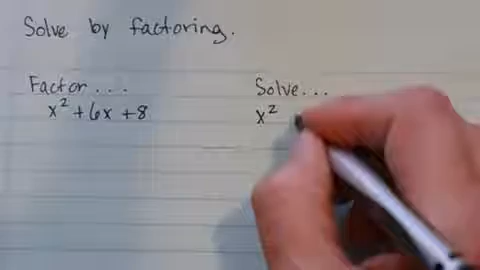 Solve by factoring.
Factor... Solve...
x² + 6x + 8 x²